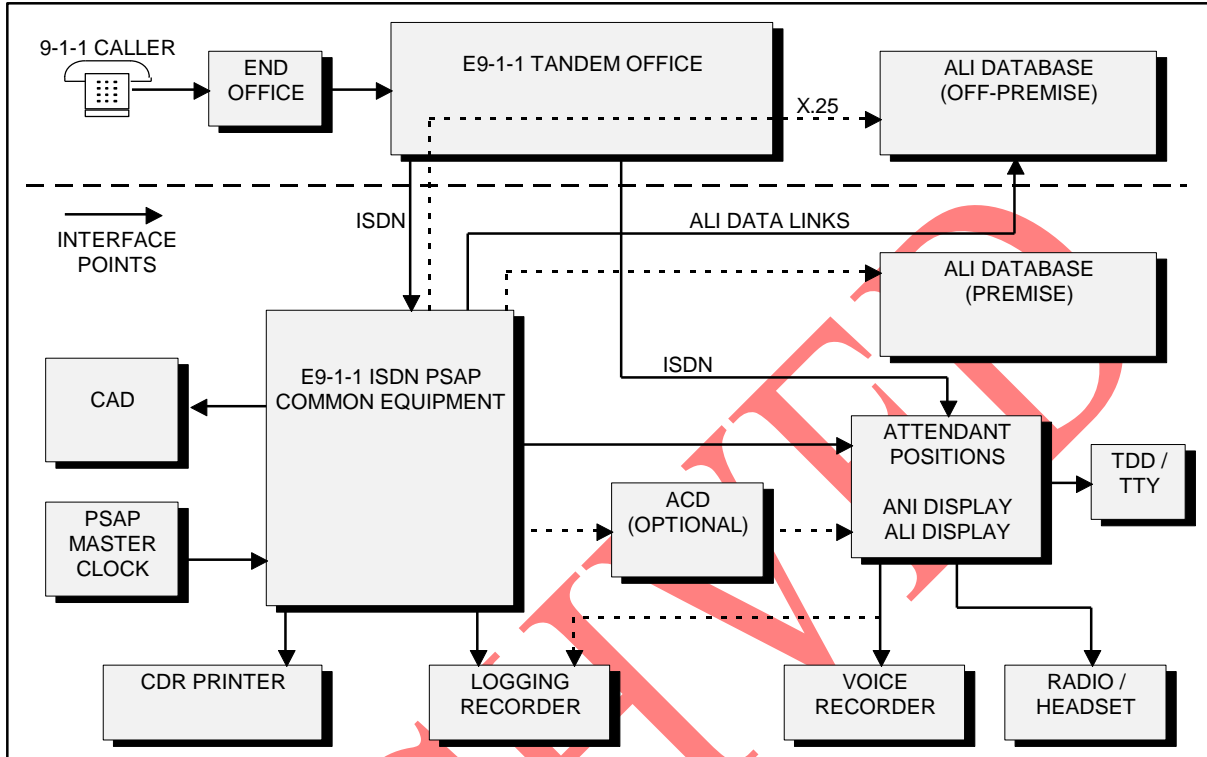 9-1-1 CALLER
END
OFFICE
E9-1-1 TANDEM OFFICE
ALI DATABASE
(OFF-PREMISE)
X.25
INTERFACE
POINTS
ISDN
ALI DATA LINKS
ALI DATABASE
(PREMISE)
ISDN
CAD
E9-1-1 ISDN PSAP
COMMON EQUIPMENT
ATTENDANT
POSITIONS
ANI DISPLAY
ALI DISPLAY
TDD /
TTY
PSAP
MASTER
CLOCK
ACD
(OPTIONAL)
CDR PRINTER
LOGGING
RECORDER
VOICE
RECORDER
RADIO /
HEADSET